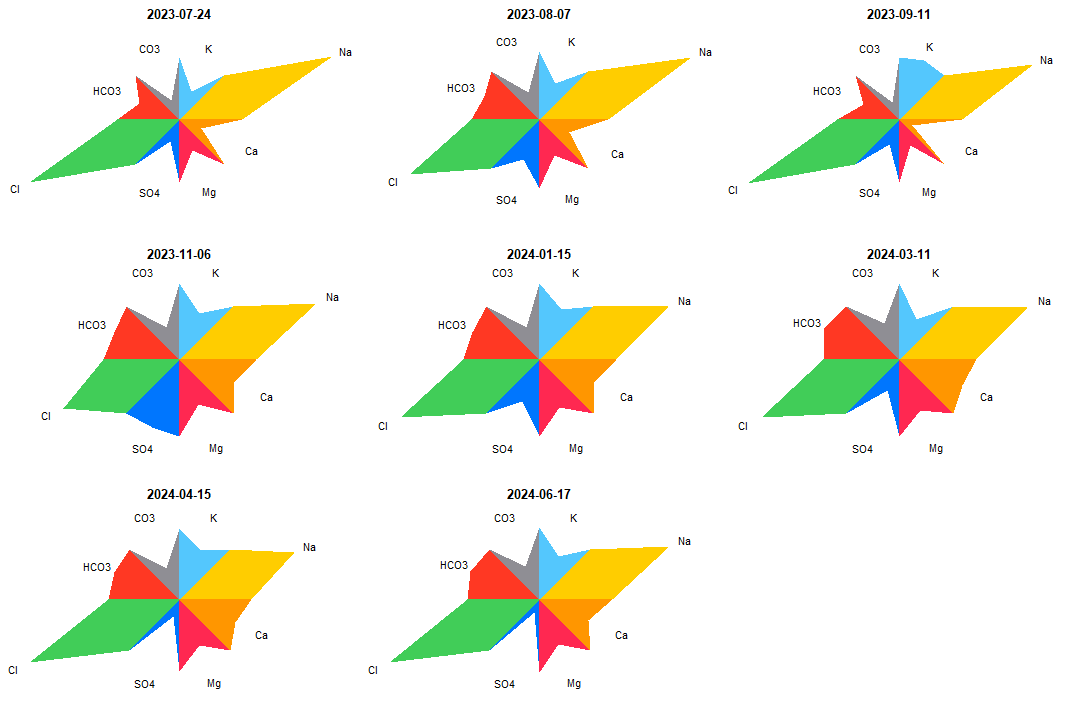 2023-07-24
CO3
K
Na
HCO3
Ca
Cl
SO4
Mg
2023-08-07
CO3
K
Na
HCO3
Ca
Cl
SO4
Mg
2023-09-11
CO3
K
Na
HCO3
Ca
Cl
SO4
Mg
2023-11-06
CO3
K
Na
HCO3
Ca
Cl
SO4
Mg
2024-01-15
CO3
K
Na
HCO3
Ca
Cl
SO4
Mg
2024-03-11
CO3
K
Na
HCO3
Ca
Cl
SO4
Mg
2024-04-15
CO3
K
Na
HCO3
Ca
Cl
SO4
Mg
2024-06-17
CO3
K
Na
HCO3
Ca
Cl
SO4
Mg